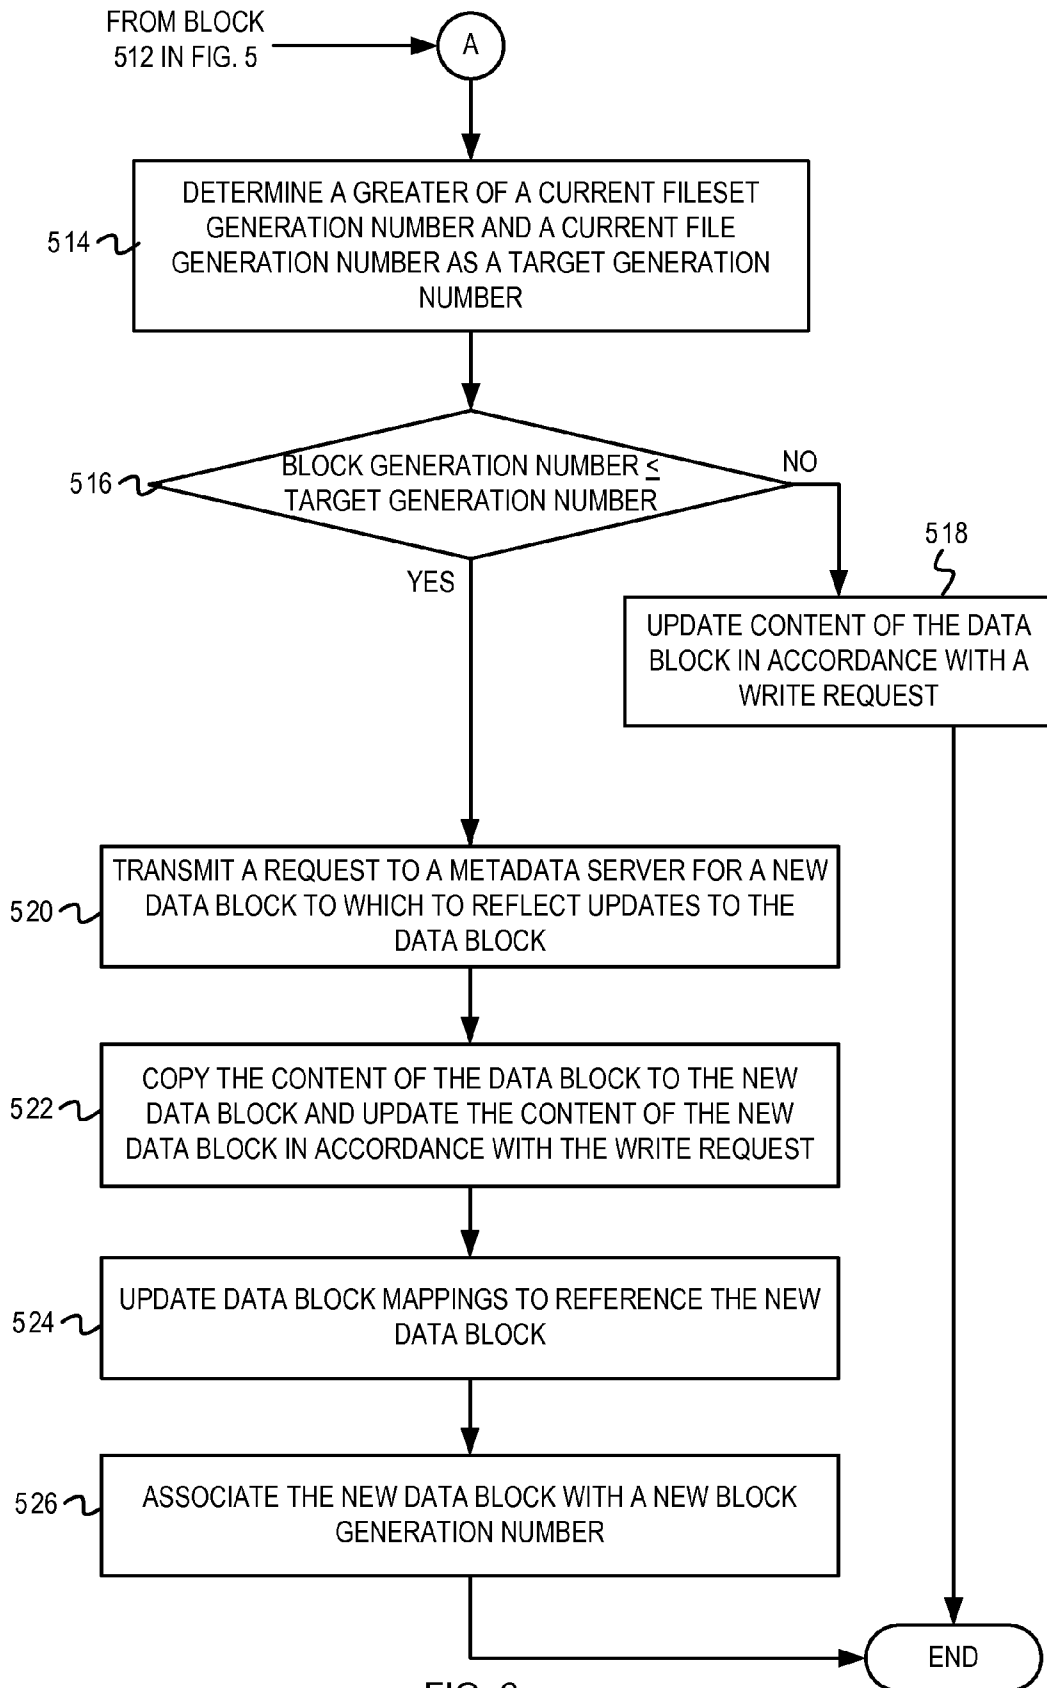 FROM BLOCK
512 IN FIG. 5
A
DETERMINE A GREATER OF A CURRENT FILESET
GENERATION NUMBER AND A CURRENT FILE
GENERATION NUMBER AS A TARGET GENERATION
NUMBER
514
BLOCK GENERATION NUMBER ≤
TARGET GENERATION NUMBER
516
NO
YES
518
UPDATE CONTENT OF THE DATA
BLOCK IN ACCORDANCE WITH A
WRITE REQUEST
TRANSMIT A REQUEST TO A METADATA SERVER FOR A NEW
DATA BLOCK TO WHICH TO REFLECT UPDATES TO THE
DATA BLOCK
520
COPY THE CONTENT OF THE DATA BLOCK TO THE NEW
DATA BLOCK AND UPDATE THE CONTENT OF THE NEW
DATA BLOCK IN ACCORDANCE WITH THE WRITE REQUEST
522
UPDATE DATA BLOCK MAPPINGS TO REFERENCE THE NEW
DATA BLOCK
524
ASSOCIATE THE NEW DATA BLOCK WITH A NEW BLOCK
GENERATION NUMBER
526
END
FIG.